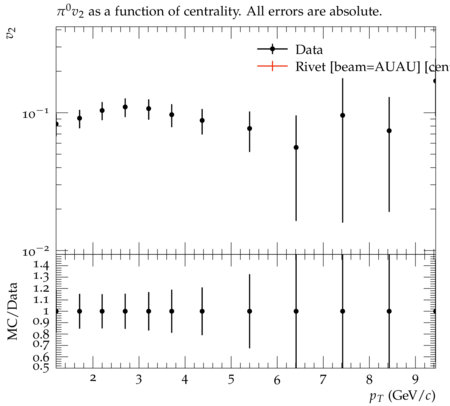 π⁰v₂ as a function of centrality. All errors are absolute.
v₂
Data
Rivet [beam=AUAU] [cen
10⁻¹
10⁻²
MC/Data
1.4
1.3
1.2
1.1
1
0.9
0.8
0.7
0.6
0.5
2 3 4 5 6 7 8 9
p_T (GeV/c)